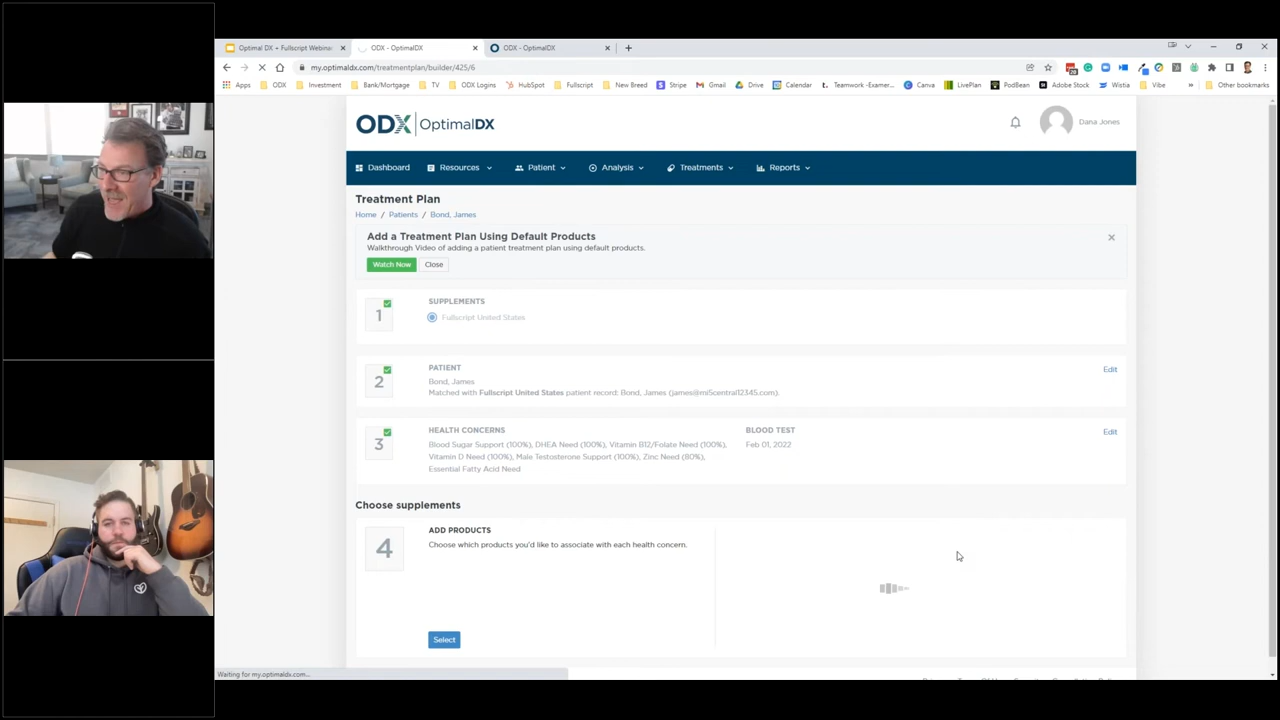 Optimal DX + Fullscript Webina
ODX - OptimalDX
ODX - OptimalDX
my.optimaldx.com/treatmentplan/builder/425/6
Apps ODX Investment Bank/Mortgage TV ODX Logins HubSpot Fullscript New Breed Stripe Gmail Drive Calendar Teamwork -Examer... Canva LivePlan PodBean Adobe Stock Wistia Vibe » Other bookmarks
ODX | OptimalDX
Dana Jones
Dashboard Resources Patient Analysis Treatments Reports
Treatment Plan
Home / Patients / Bond, James
Add a Treatment Plan Using Default Products
Walkthrough Video of adding a patient treatment plan using default products.
Watch Now Close
1
SUPPLEMENTS
Fullscript United States
2
PATIENT
Bond, James
Matched with Fullscript United States patient record: Bond, James (james@mi5central12345.com).
Edit
3
HEALTH CONCERNS
Blood Sugar Support (100%), DHEA Need (100%), Vitamin B12/Folate Need (100%),
Vitamin D Need (100%), Male Testosterone Support (100%), Zinc Need (80%),
Essential Fatty Acid Need
BLOOD TEST
Feb 01, 2022
Edit
Choose supplements
4
ADD PRODUCTS
Choose which products you'd like to associate with each health concern.
Select
Waiting for my.optimaldx.com...